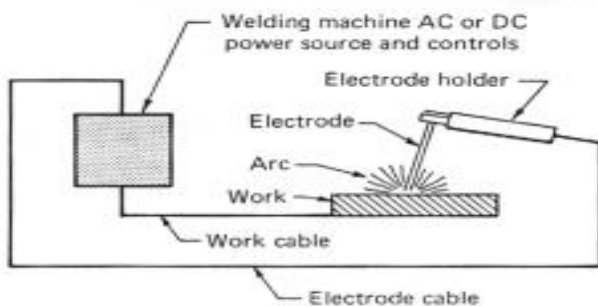 Welding machine AC or DC
power source and controls
Electrode holder
Electrode
Arc
Work
Work cable
Electrode cable